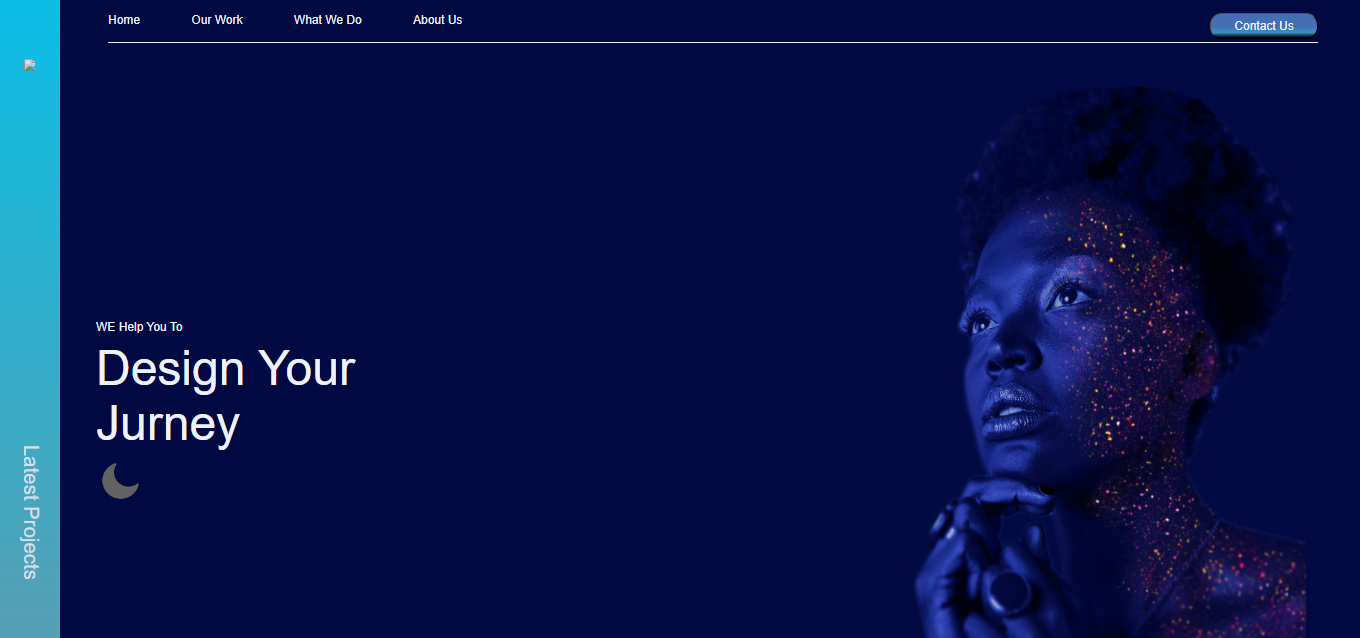 Home
Our Work
What We Do
About Us
Contact Us
WE Help You To
Design Your
Jurney
Latest Projects